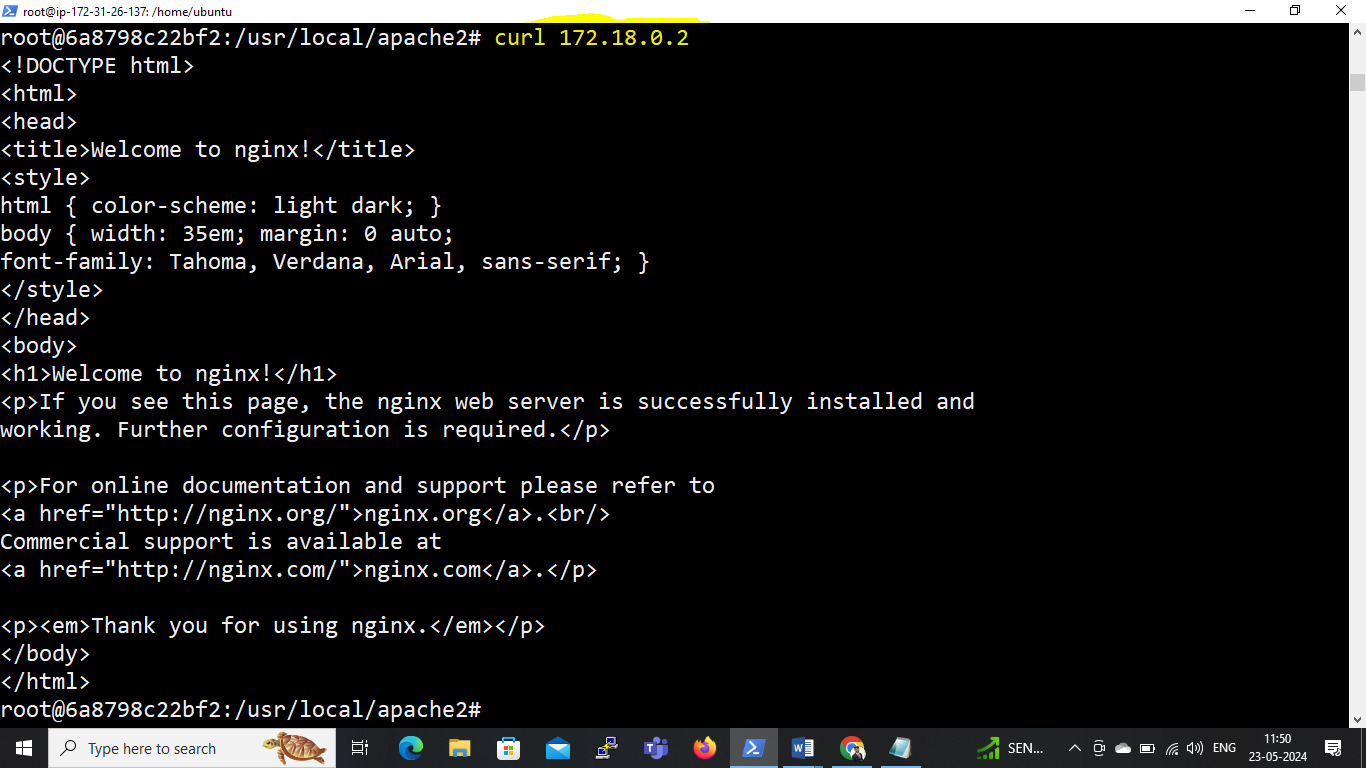 root@ip-172-31-26-137: /home/ubuntu
root@6a8798c22bf2:/usr/local/apache2# curl 172.18.0.2
<!DOCTYPE html>
<html>
<head>
<title>Welcome to nginx!</title>
<style>
html { color-scheme: light dark; }
body { width: 35em; margin: 0 auto;
font-family: Tahoma, Verdana, Arial, sans-serif; }
</style>
</head>
<body>
<h1>Welcome to nginx!</h1>
<p>If you see this page, the nginx web server is successfully installed and
working. Further configuration is required.</p>

<p>For online documentation and support please refer to
<a href="http://nginx.org/">nginx.org</a>.<br/>
Commercial support is available at
<a href="http://nginx.com/">nginx.com</a>.</p>

<p><em>Thank you for using nginx.</em></p>
</body>
</html>
root@6a8798c22bf2:/usr/local/apache2#
Type here to search
SEN...
ENG
11:50
23-05-2024